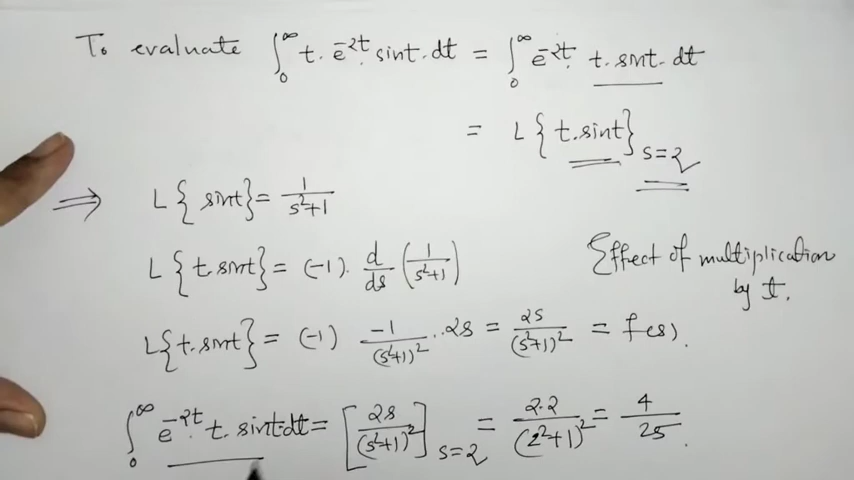 To evaluate ∫₀^∞ t. e^-2t sint. dt = ∫₀^∞ e^-2t. t. sint. dt
= L{t.sint}_s=2
⇒ L{sint} = 1/(s²+1)
L{t.sint} = (-1). d/ds (1/(s²+1))
Effect of multiplication
by t.
L{t.sint} = (-1) -1/(s²+1)² . 2s = 2s/(s²+1)² = f(s).
∫₀^∞ e^-2t. t. sint.dt = [2s/(s²+1)²]_s=2 = 2.2/(2²+1)² = 4/25.